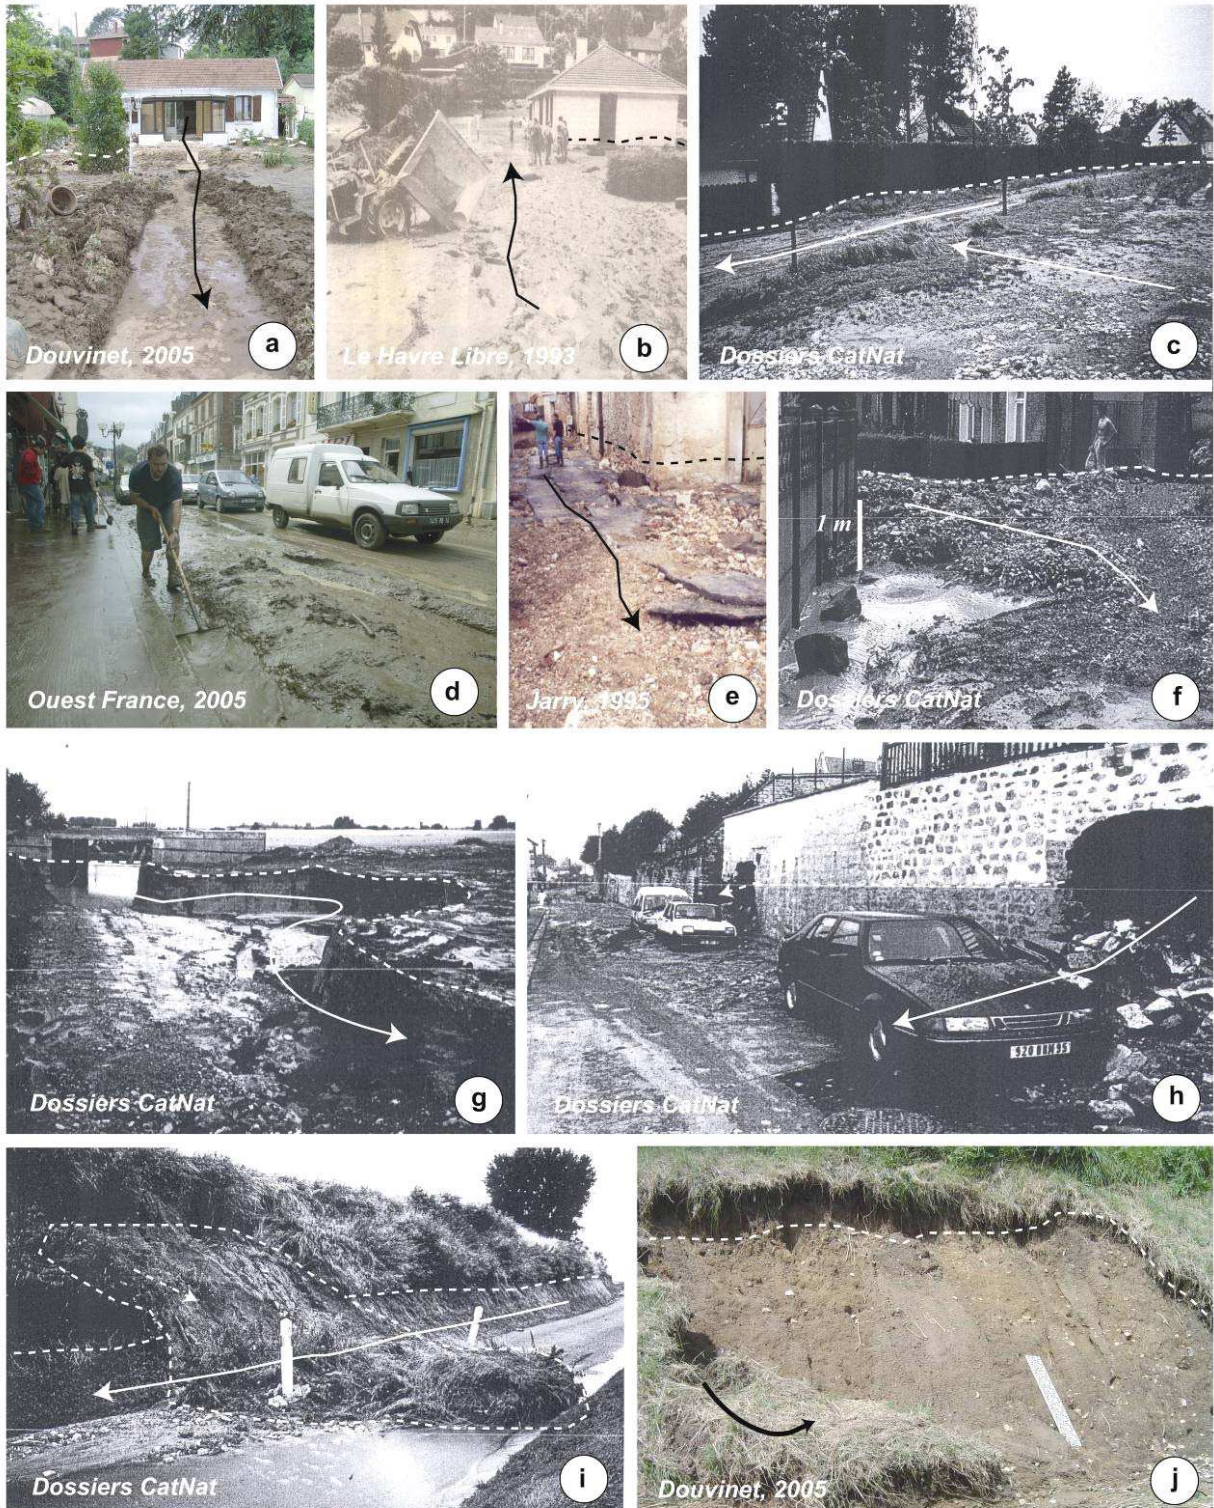 Douvinet, 2005
a
Le Havre Libre, 1993
b
Dossiers CatNat
c
Ouest France, 2005
d
Jarry, 1995
e
1 m
Dossiers CatNat
f
Dossiers CatNat
g
Dossiers CatNat
h
Dossiers CatNat
i
Douvinet, 2005
j